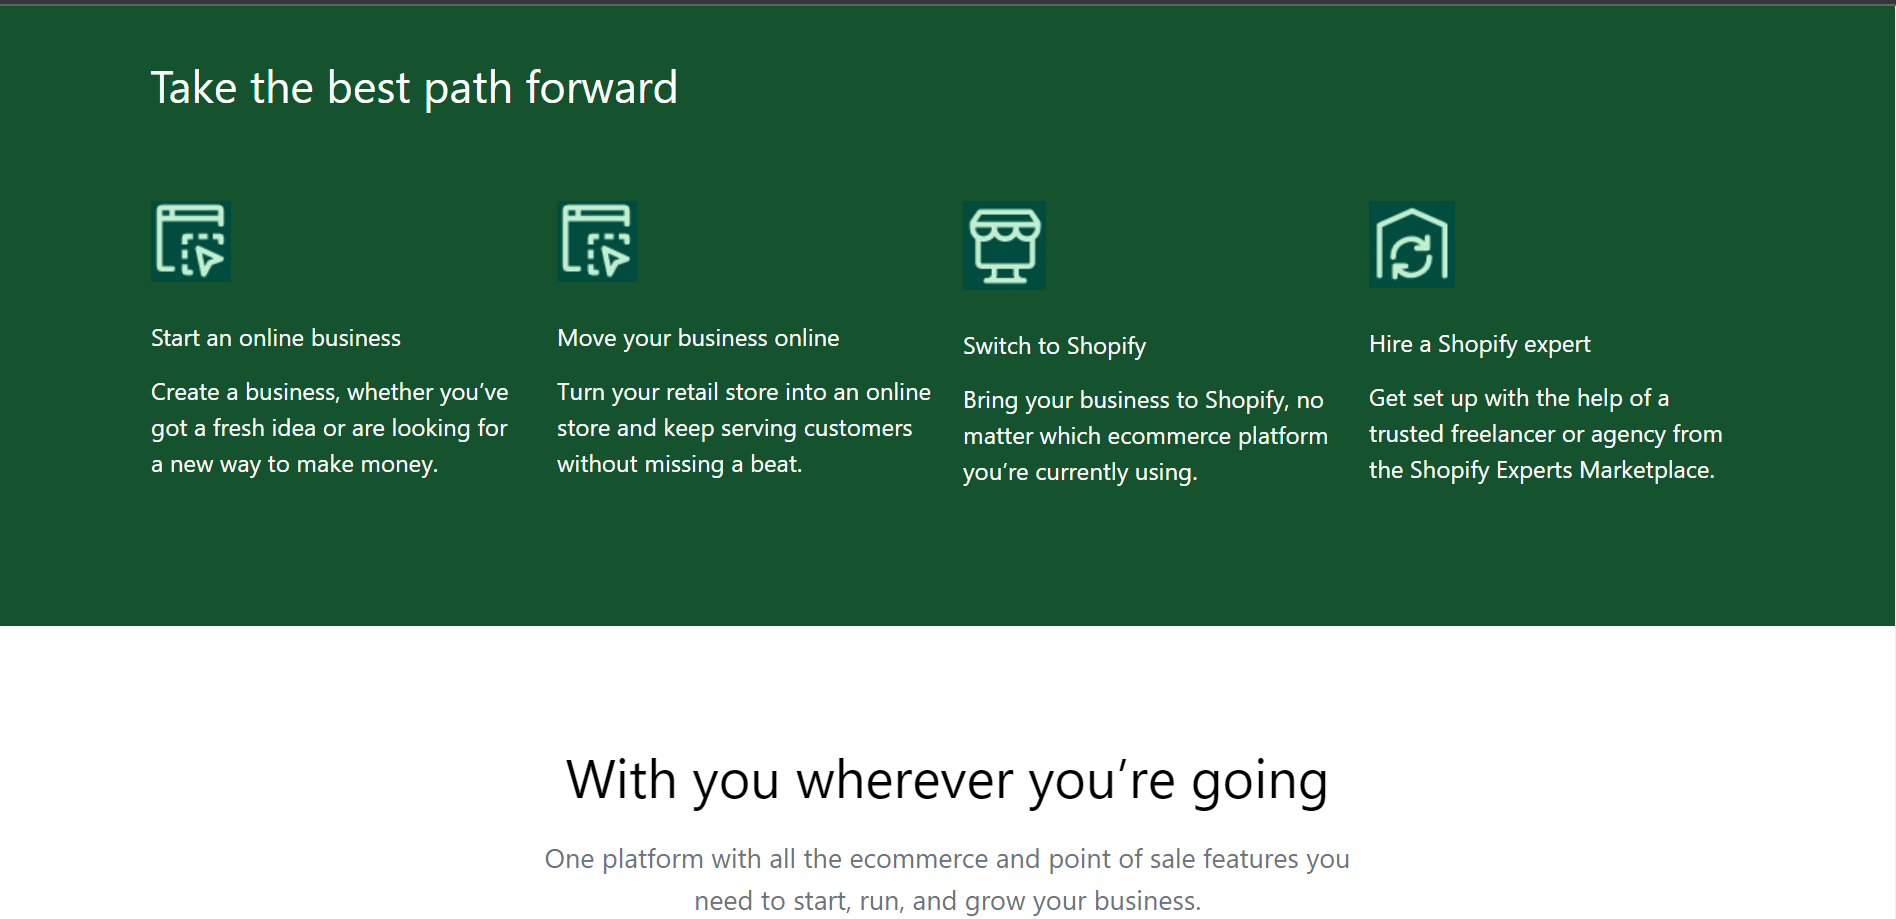 Take the best path forward
Start an online business
Create a business, whether you’ve
got a fresh idea or are looking for
a new way to make money.
Move your business online
Turn your retail store into an online
store and keep serving customers
without missing a beat.
Switch to Shopify
Bring your business to Shopify, no
matter which ecommerce platform
you’re currently using.
Hire a Shopify expert
Get set up with the help of a
trusted freelancer or agency from
the Shopify Experts Marketplace.
With you wherever you’re going
One platform with all the ecommerce and point of sale features you
need to start, run, and grow your business.